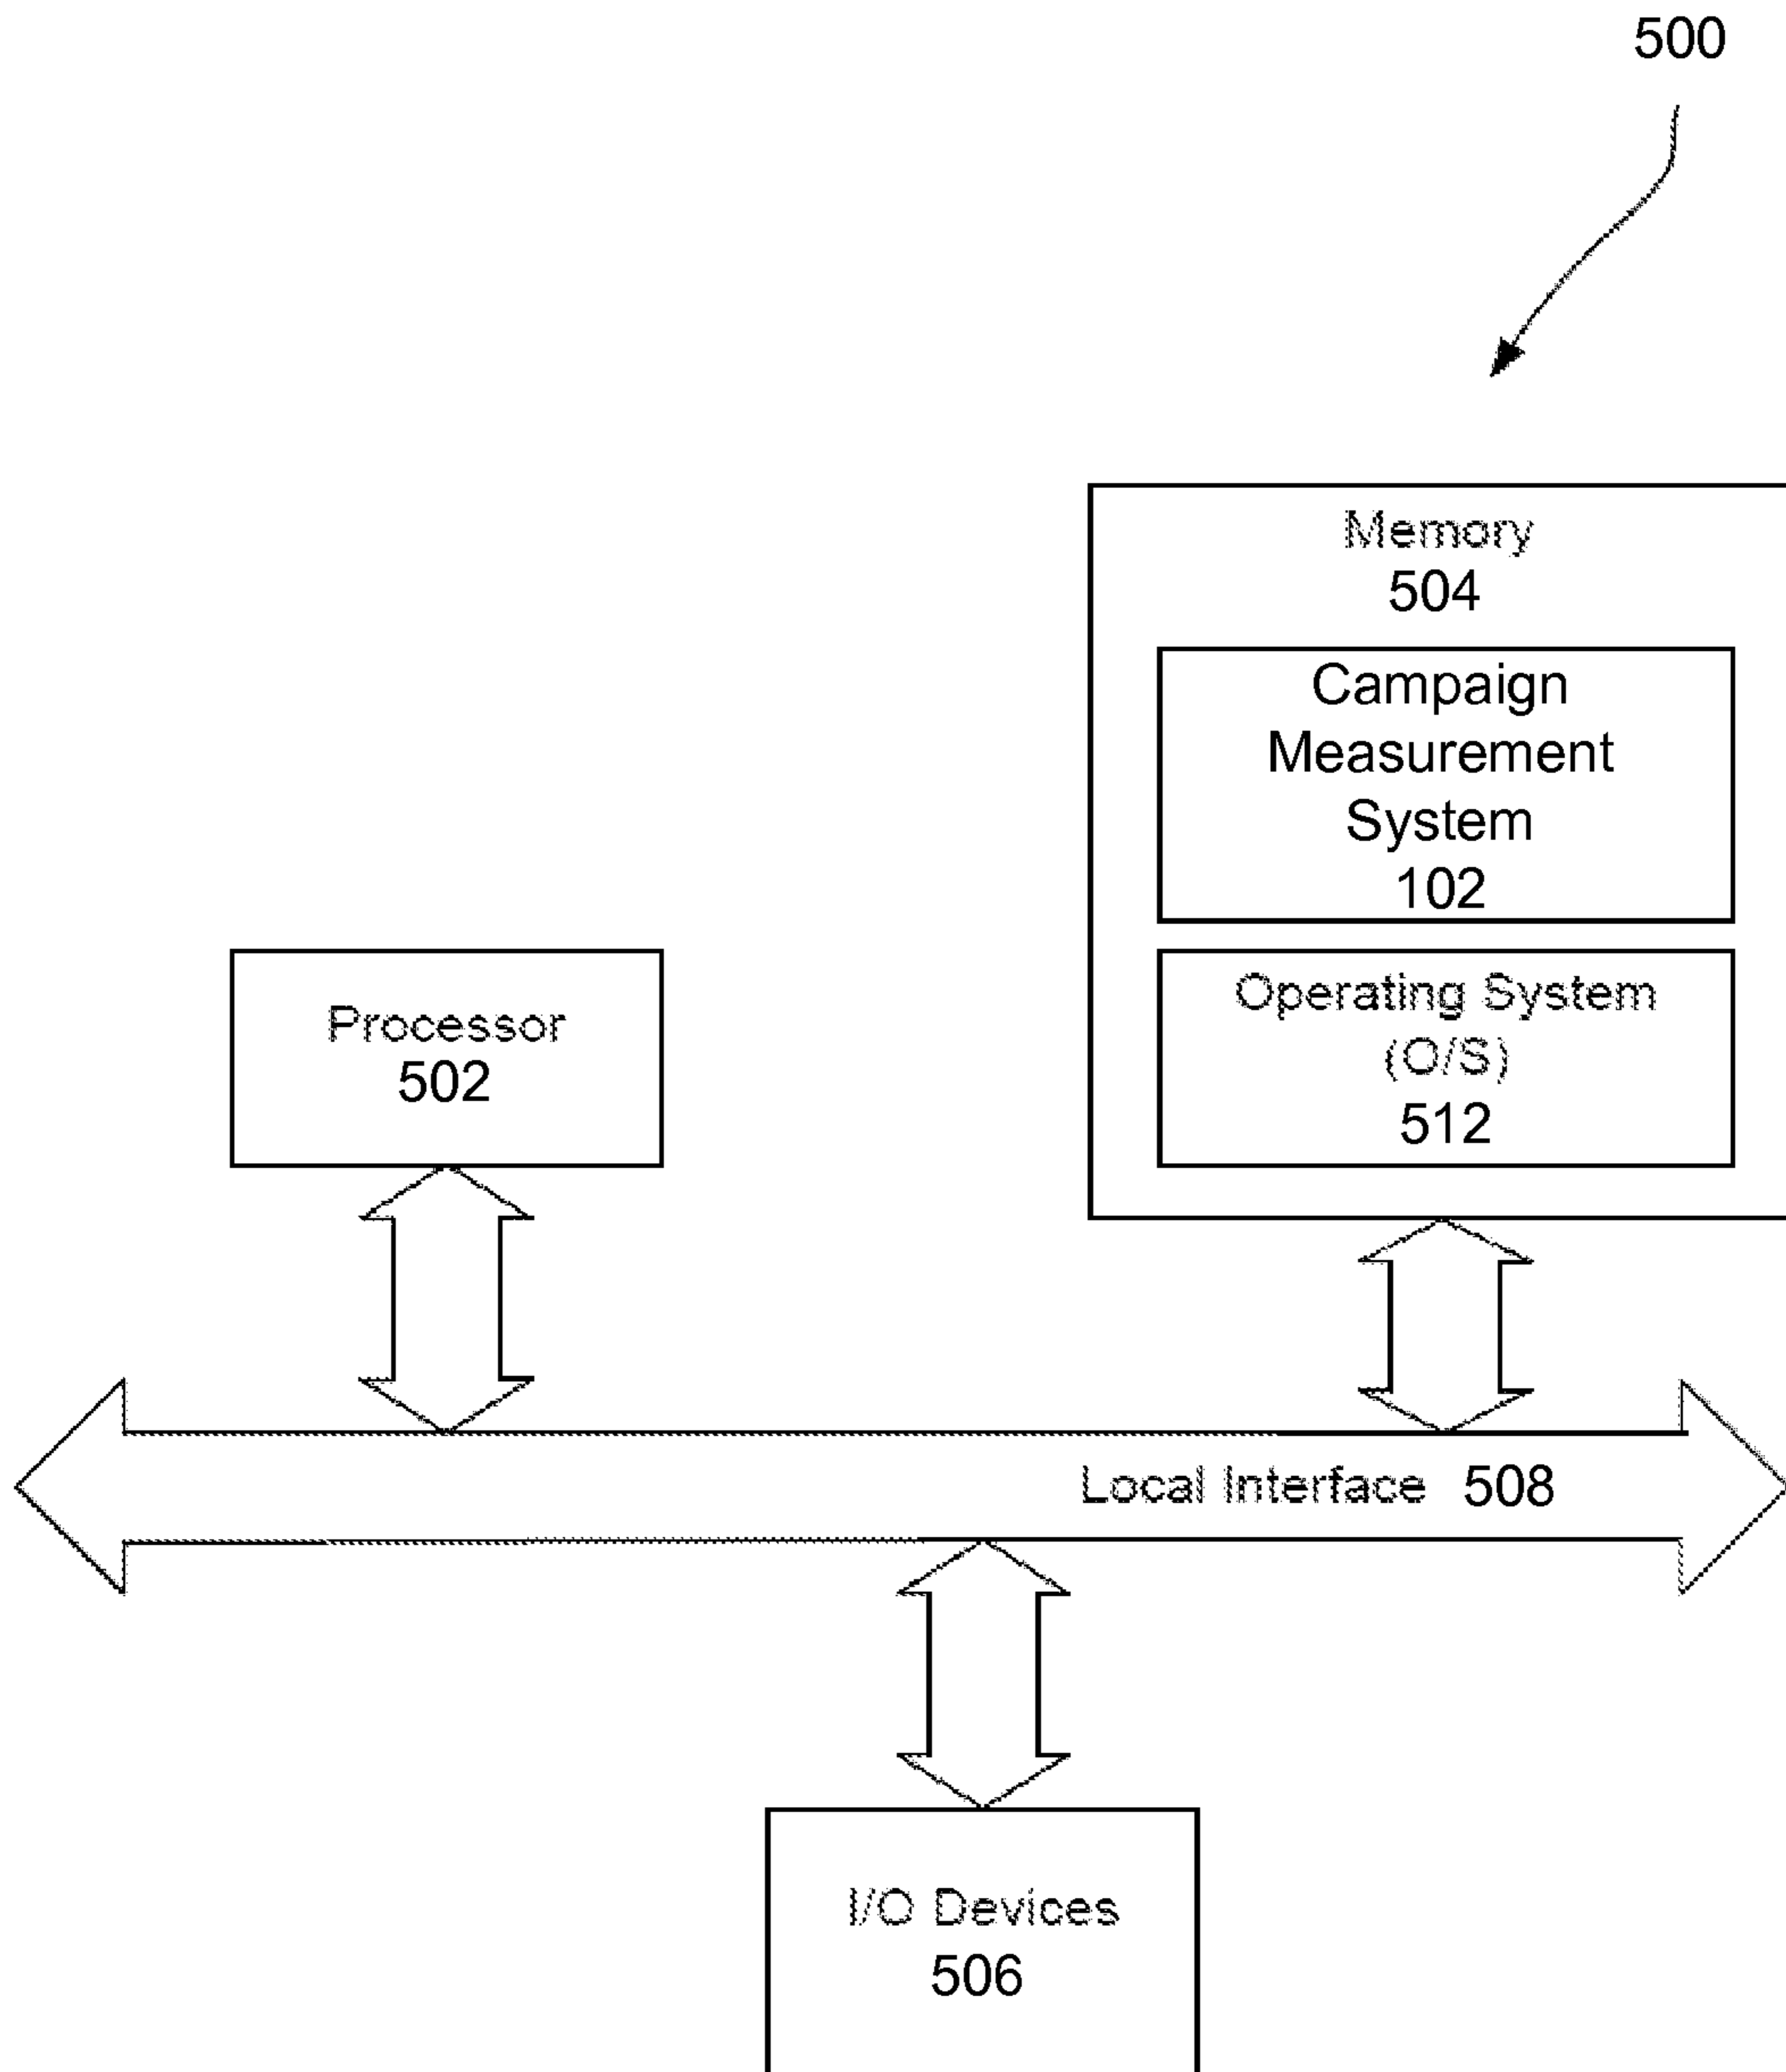 500
Memory
504
Campaign
Measurement
System
102
Operating System
(O/S)
512
Processor
502
Local Interface 508
I/O Devices
506